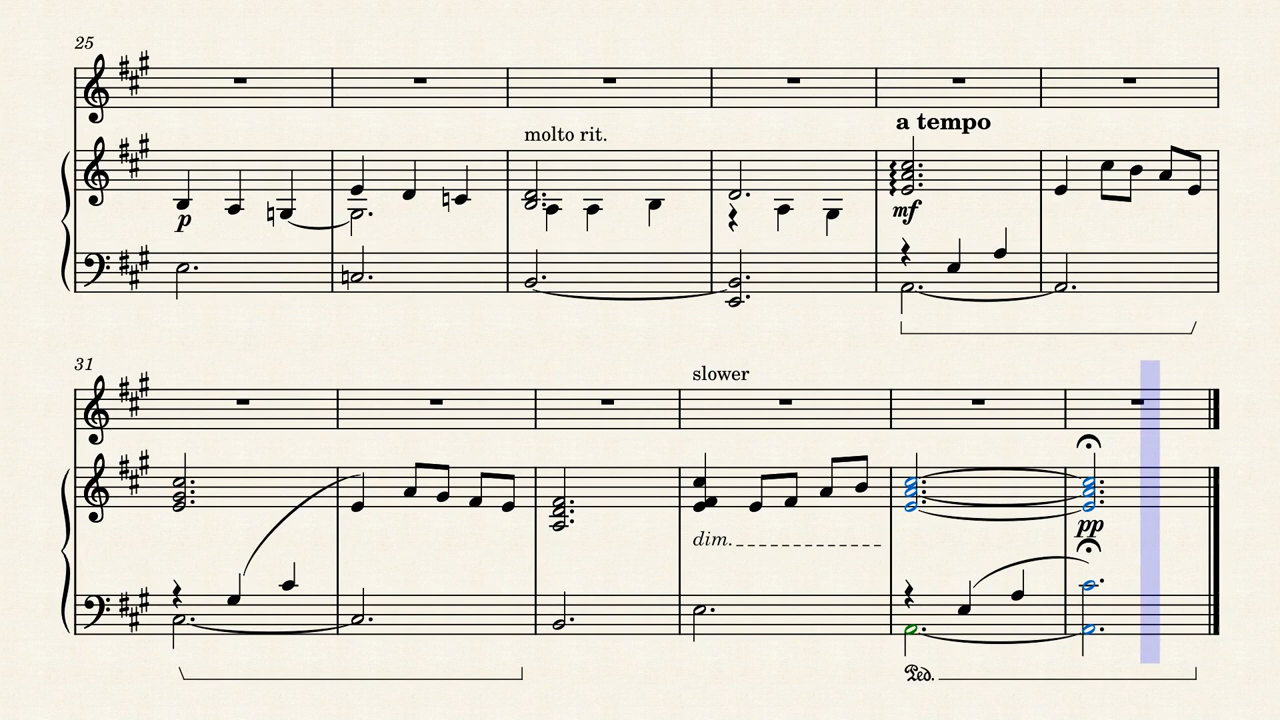 25
molto rit.
a tempo
p
mf
31
slower
dim.
pp
Ped.